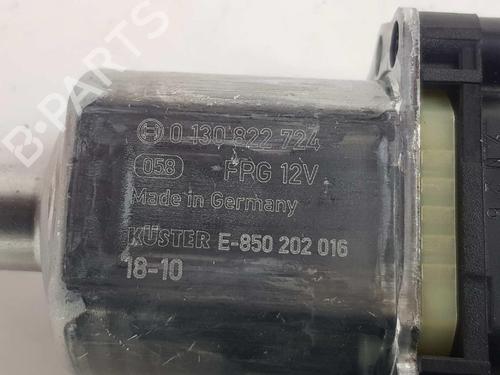 0 130 822 724
058 FPG 12V
Made in Germany
KÜSTER E-850 202 016
18-10
B-PARTS